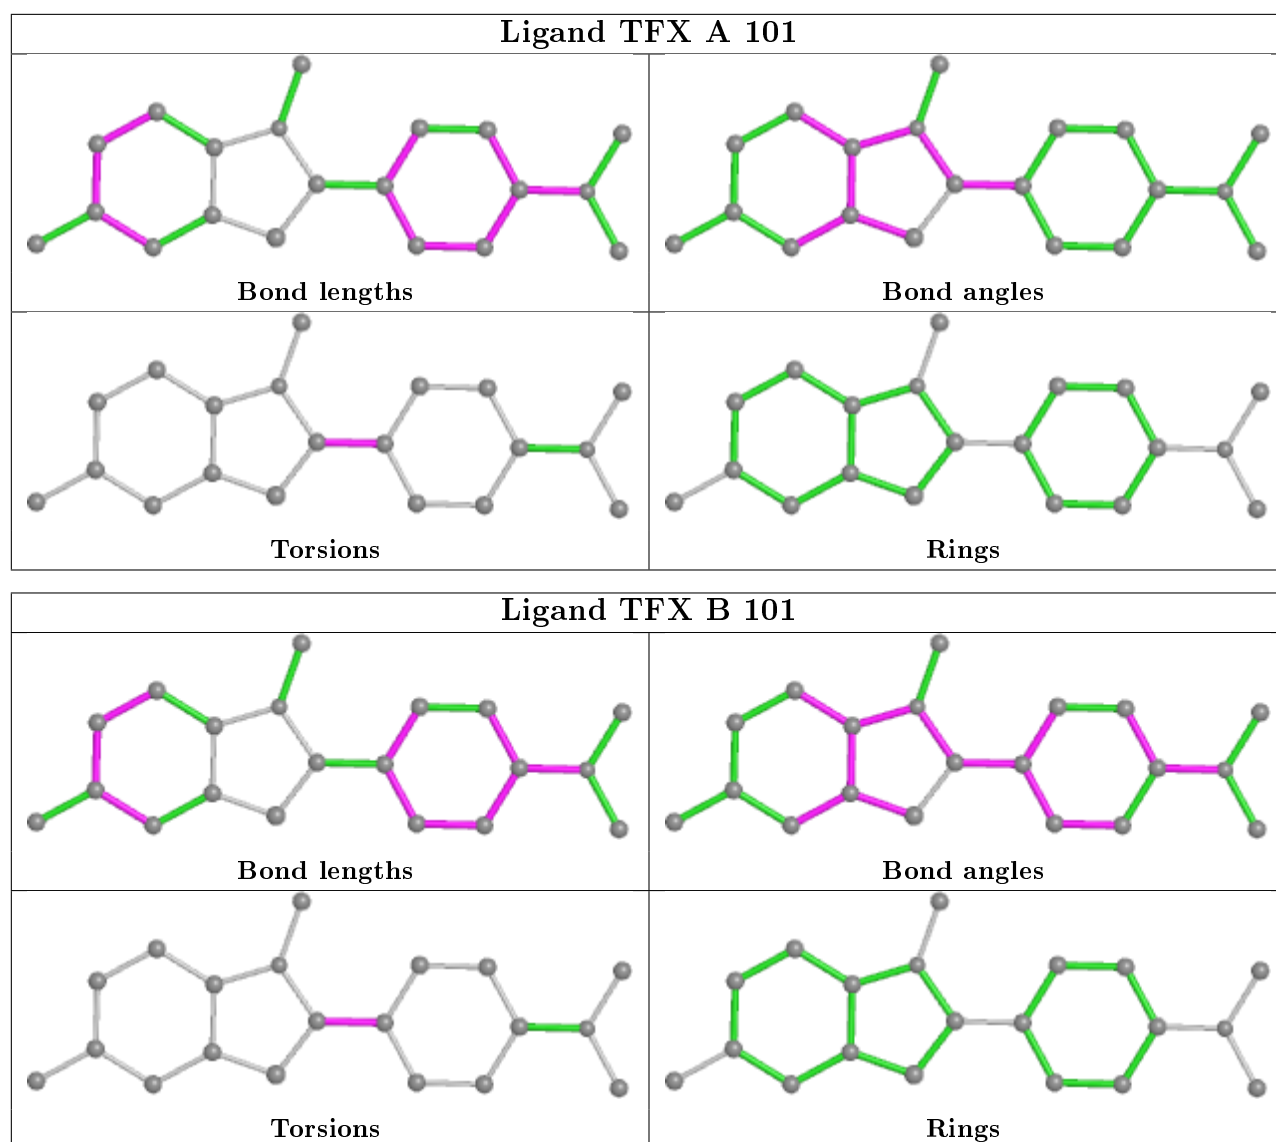 Ligand TFX A 101
Bond lengths
Bond angles
Torsions
Rings
Ligand TFX B 101
Bond lengths
Bond angles
Torsions
Rings